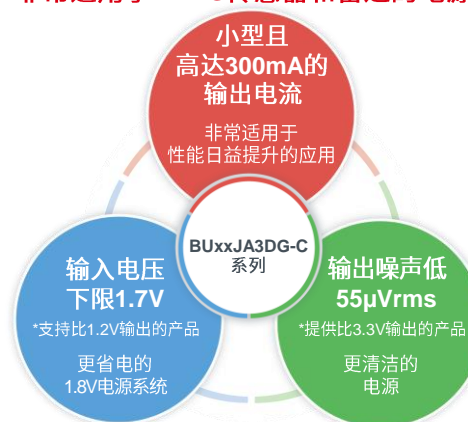 小型且
高达300mA的
输出电流
非常适用于
性能日益提升的应用
BUxxJA3DG-C
系列
输入电压
下限1.7V
*支持比1.2V输出的产品
更省电的
1.8V电源系统
输出噪声低
55μVrms
*提供比3.3V输出的产品
更清洁的
电源